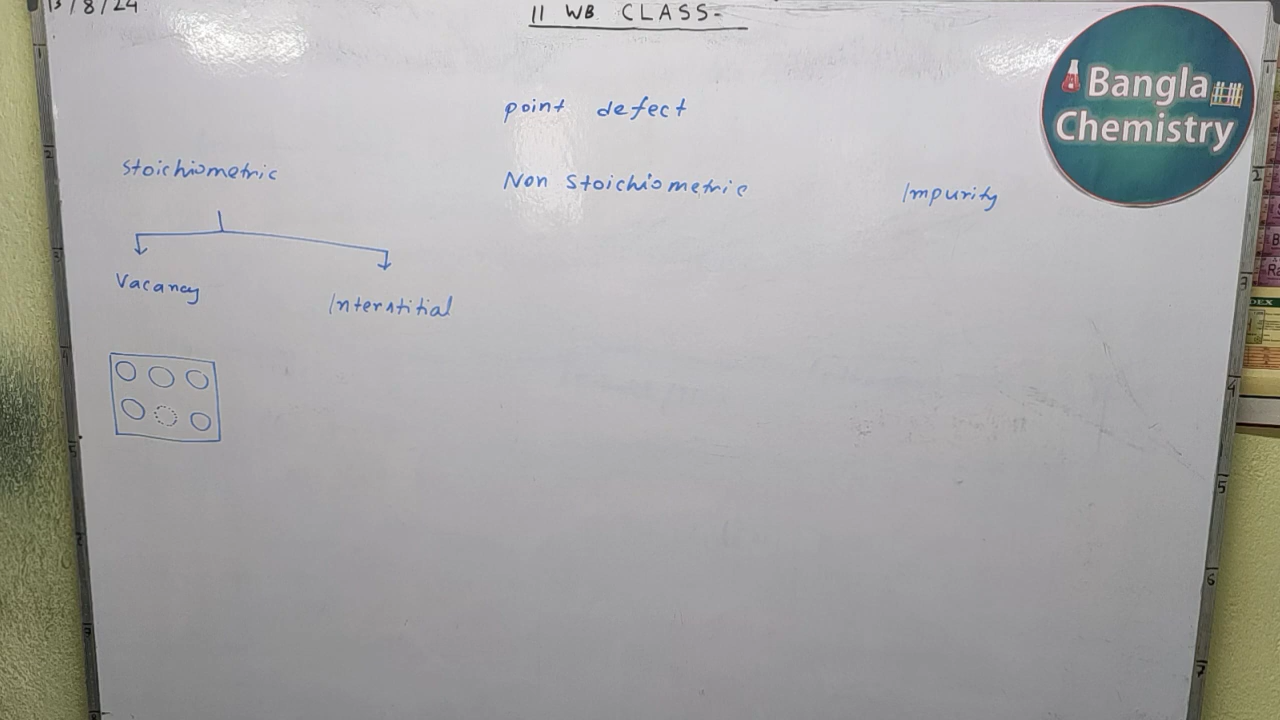 13/8/24
11 WB CLASS-
Bangla
Chemistry
point defect
Stoichiometric
Non Stoichiometric
Impurity
Vacancy
Interstitial